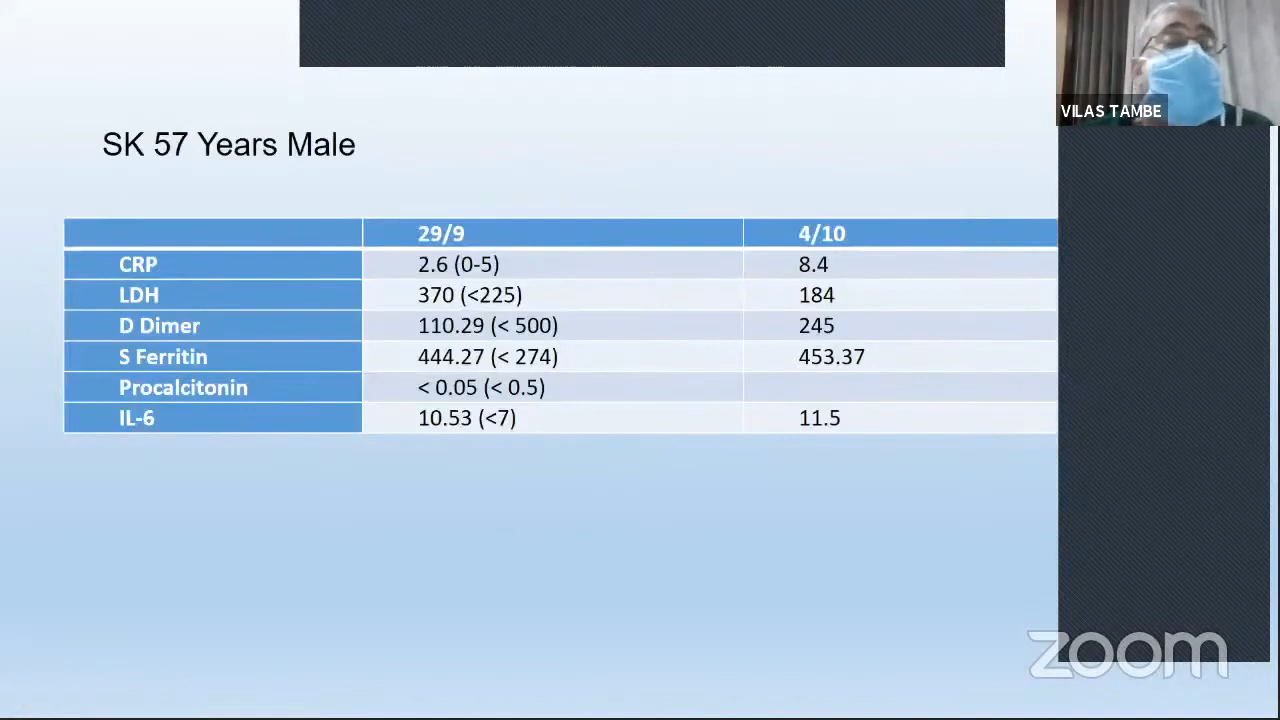 VILAS TAMBE
SK 57 Years Male
29/9 4/10
CRP 2.6 (0-5) 8.4
LDH 370 (<225) 184
D Dimer 110.29 (< 500) 245
S Ferritin 444.27 (< 274) 453.37
Procalcitonin < 0.05 (< 0.5)
IL-6 10.53 (<7) 11.5
zoom